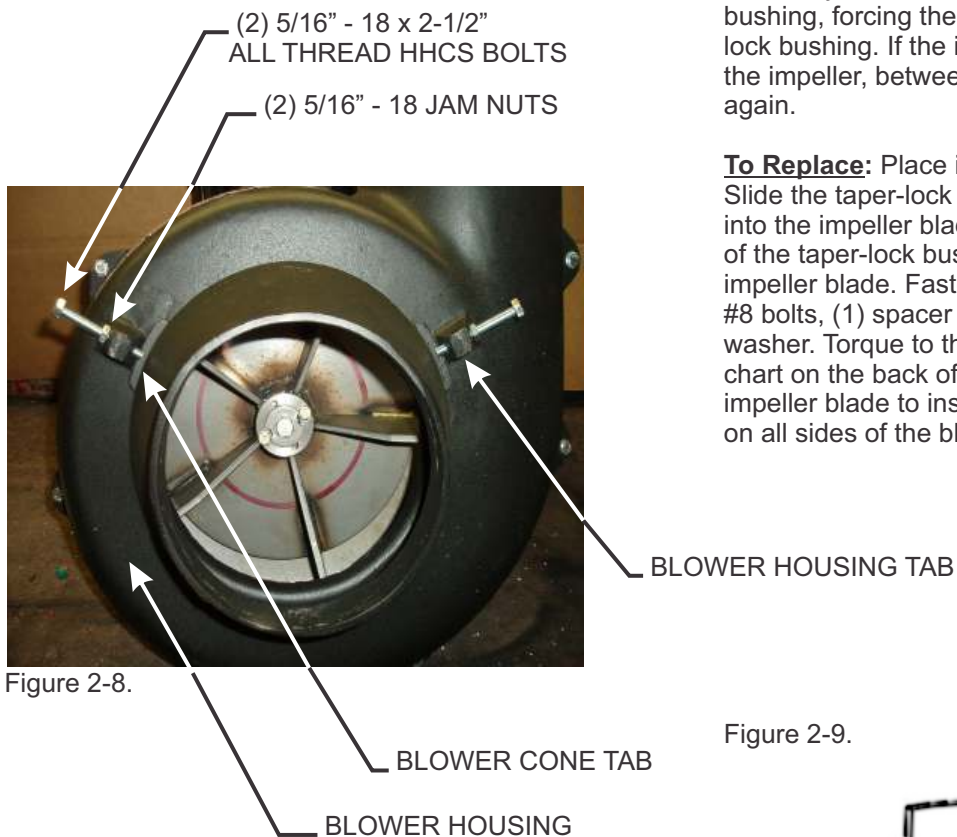 (2) 5/16” - 18 x 2-1/2”
ALL THREAD HHCS BOLTS
(2) 5/16” - 18 JAM NUTS
BLOWER HOUSING TAB
Figure 2-8.
BLOWER CONE TAB
BLOWER HOUSING
bushing, forcing the
lock bushing. If the
the impeller, betwee
again.
To Replace: Place
Slide the taper-lock
into the impeller bla
of the taper-lock bus
impeller blade. Fast
#8 bolts, (1) spacer
washer. Torque to th
chart on the back of
impeller blade to ins
on all sides of the bl
Figure 2-9.